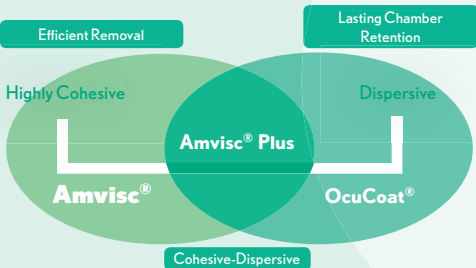 Efficient Removal
Lasting Chamber
Retention
Highly Cohesive
Dispersive
Amvisc® Plus
Amvisc®
OcuCoat®
Cohesive-Dispersive